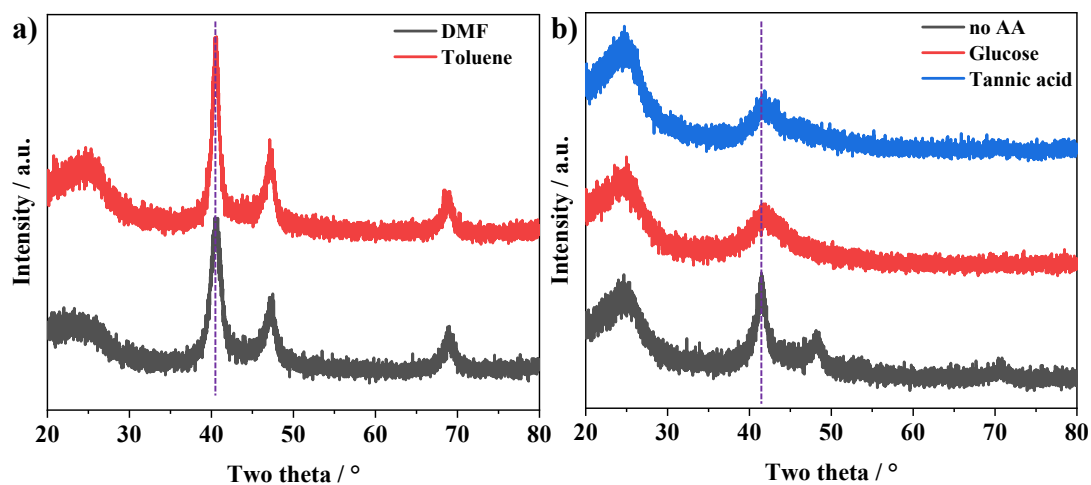 a)
DMF
Toluene
Intensity / a.u.
20 30 40 50 60 70 80
Two theta / °
b)
no AA
Glucose
Tannic acid
Intensity / a.u.
20 30 40 50 60 70 80
Two theta / °